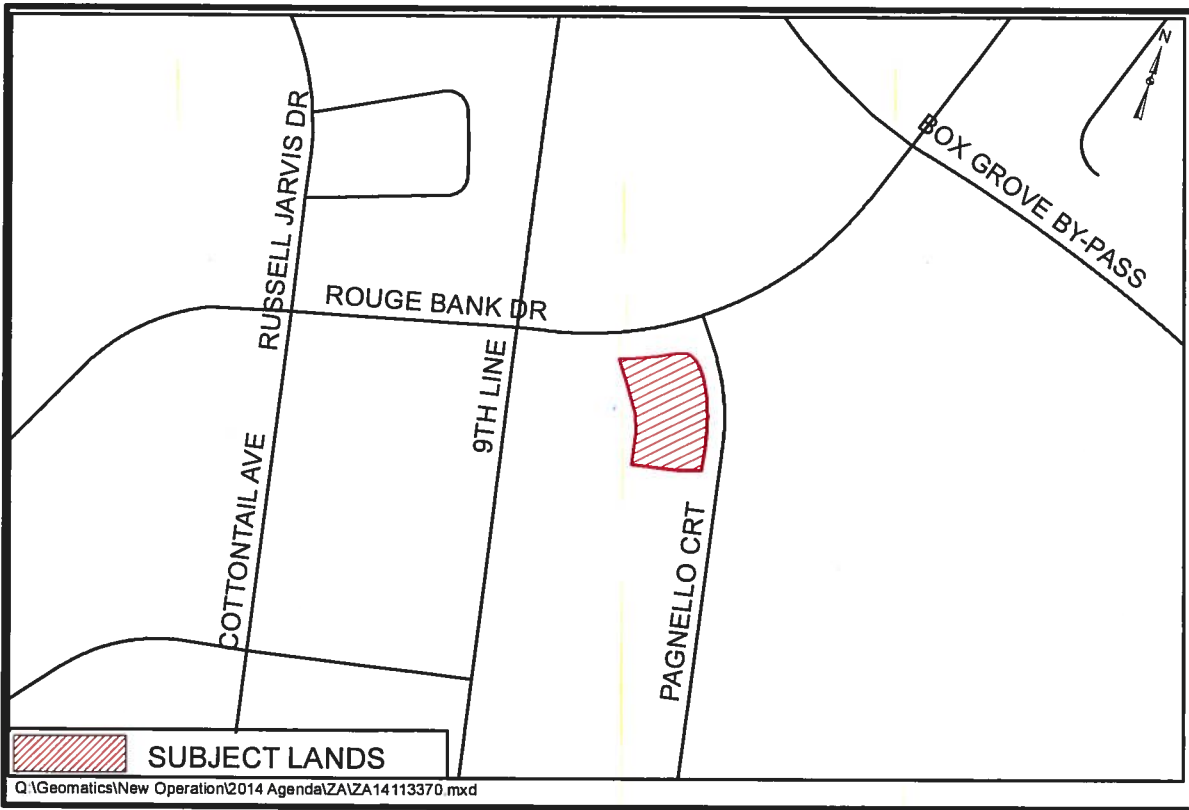 N
BOX GROVE BY-PASS
RUSSELL JARVIS DR
ROUGE BANK DR
9TH LINE
COTTONTAIL AVE
PAGNELLO CRT
SUBJECT LANDS
Q:\Geomatics\New Operation\2014 Agenda\ZA\ZA14113370.mxd